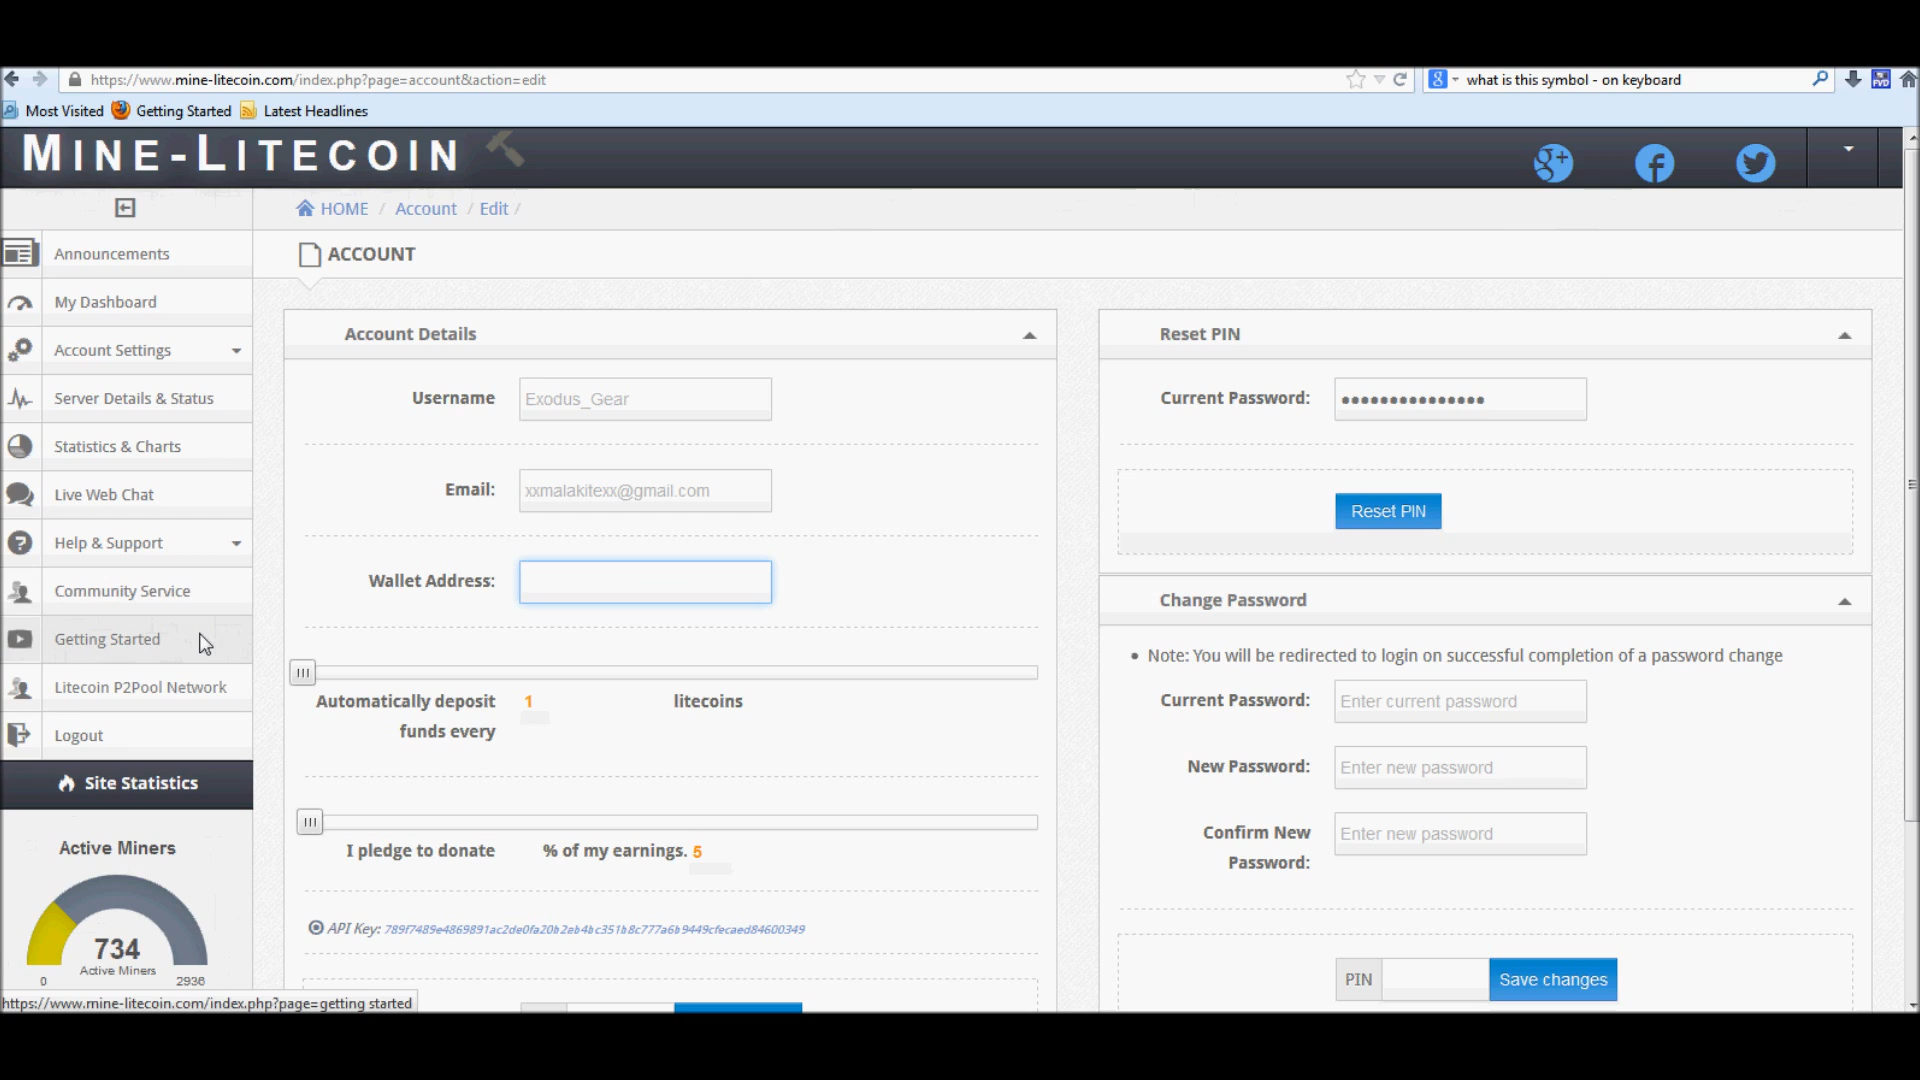 https://www.mine-litecoin.com/index.php?page=account&action=edit
what is this symbol - on keyboard
Most Visited
Getting Started
Latest Headlines
MINE-LITECOIN
HOME / Account / Edit /
ACCOUNT
Announcements
My Dashboard
Account Settings
Server Details & Status
Statistics & Charts
Live Web Chat
Help & Support
Community Service
Getting Started
Litecoin P2Pool Network
Logout
Site Statistics
Active Miners
734
Active Miners
0
2936
https://www.mine-litecoin.com/index.php?page=getting started
Account Details
Username
Exodus_Gear
Email:
xxmalakitexx@gmail.com
Wallet Address:
Automatically deposit 1 litecoins
funds every
I pledge to donate % of my earnings. 5
API Key: 789f7489e4869891ac2de0fa20b2eb4bc351b8c777a6b9449cfecaed84600349
Reset PIN
Current Password:
Reset PIN
Change Password
Note: You will be redirected to login on successful completion of a password change
Current Password:
Enter current password
New Password:
Enter new password
Confirm New
Password:
Enter new password
PIN
Save changes